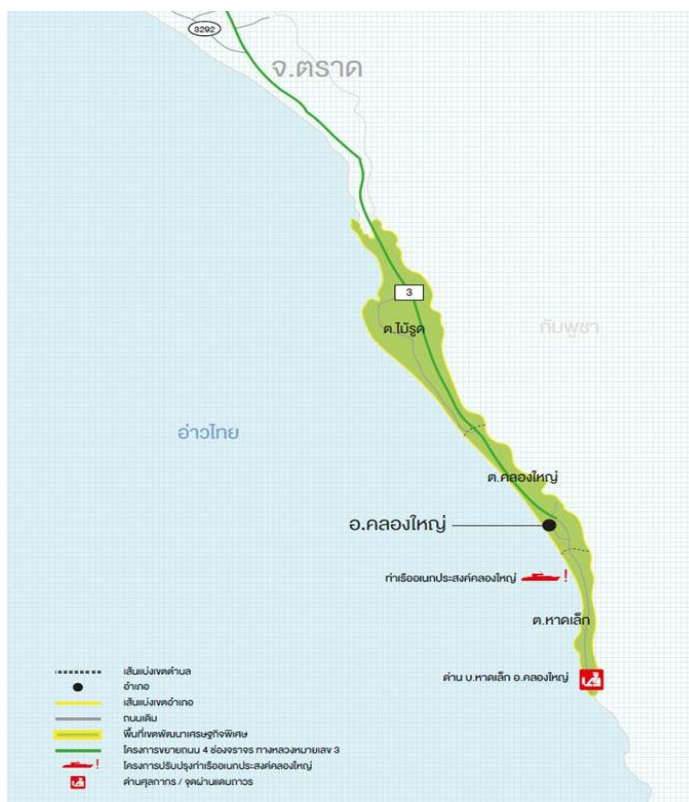 3292
จ.ตราด
3
ต.ไม้รูด
กัมพูชา
อ่าวไทย
ต.คลองใหญ่
อ.คลองใหญ่
ท่าเรืออเนกประสงค์คลองใหญ่ !
ต.หาดเล็ก
ด่าน บ.หาดเล็ก อ.คลองใหญ่
เส้นแบ่งเขตตำบล
อำเภอ
เส้นแบ่งเขตอำเภอ
ถนนเดิม
พื้นที่เขตพัฒนาเศรษฐกิจพิเศษ
โครงการขยายถนน 4 ช่องจราจร ทางหลวงหมายเลข 3
! โครงการปรับปรุงท่าเรืออเนกประสงค์คลองใหญ่
ด่านศุลกากร / จุดผ่านแดนถาวร